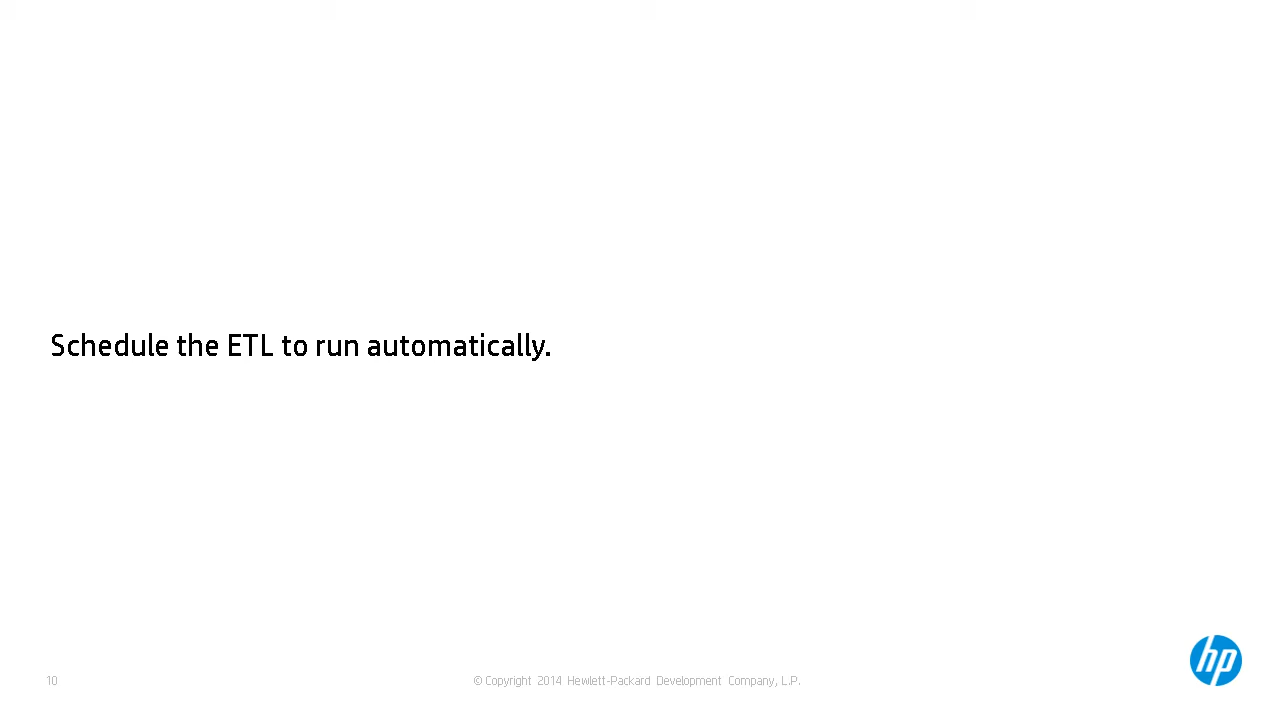 Schedule the ETL to run automatically.
10
© Copyright 2014 Hewlett-Packard Development Company, L.P.
hp